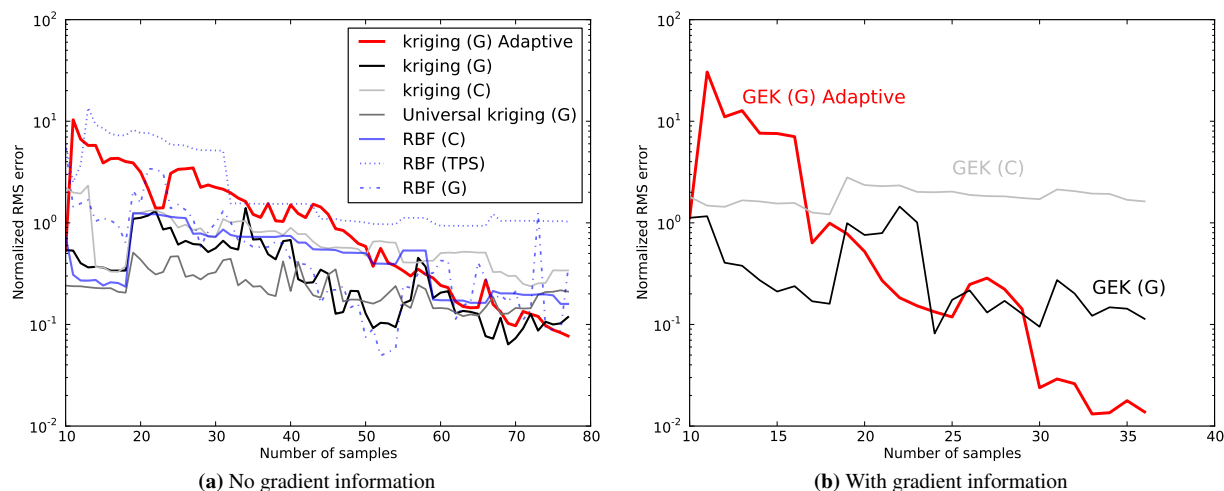 10^2
10^1
10^0
10^-1
10^-2
Normalized RMS error
10 20 30 40 50 60 70 80
Number of samples
kriging (G) Adaptive
kriging (G)
kriging (C)
Universal kriging (G)
RBF (C)
RBF (TPS)
RBF (G)
(a) No gradient information
10^2
10^1
10^0
10^-1
10^-2
Normalized RMS error
10 15 20 25 30 35 40
Number of samples
GEK (G) Adaptive
GEK (C)
GEK (G)
(b) With gradient information